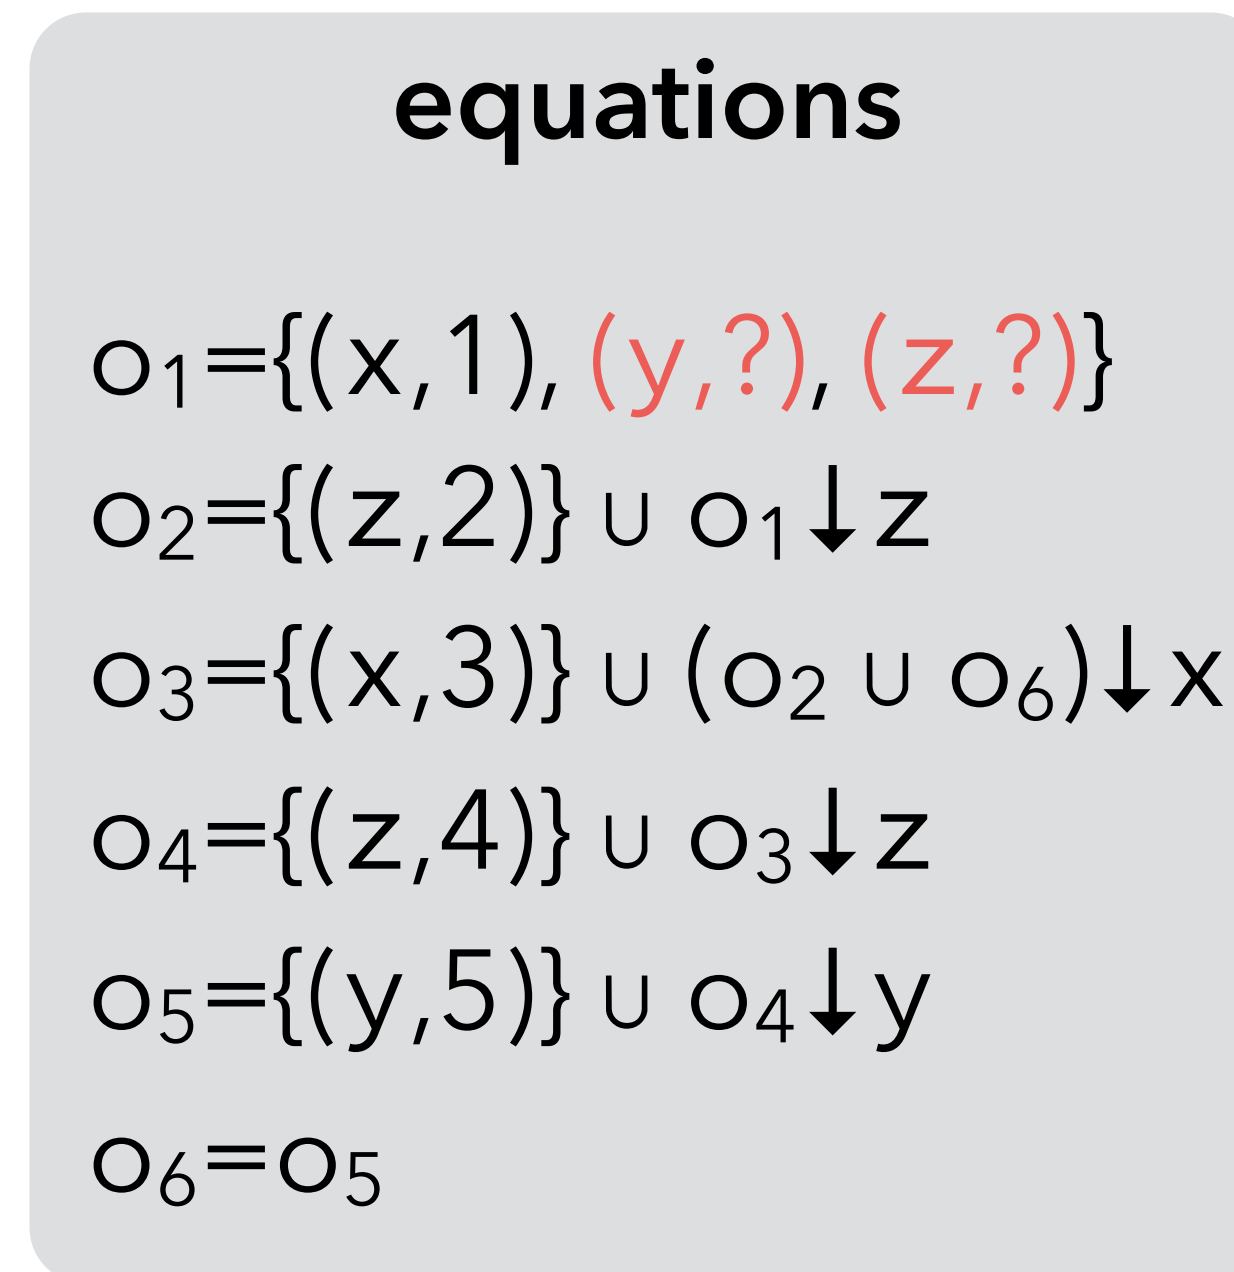 equations
o₁={(x,1), (y,?), (z,?)}
o₂={(z,2)} ∪ o₁↓z
o₃={(x,3)} ∪ (o₂ ∪ o₆)↓x
o₄={(z,4)} ∪ o₃↓z
o₅={(y,5)} ∪ o₄↓y
o₆=o₅